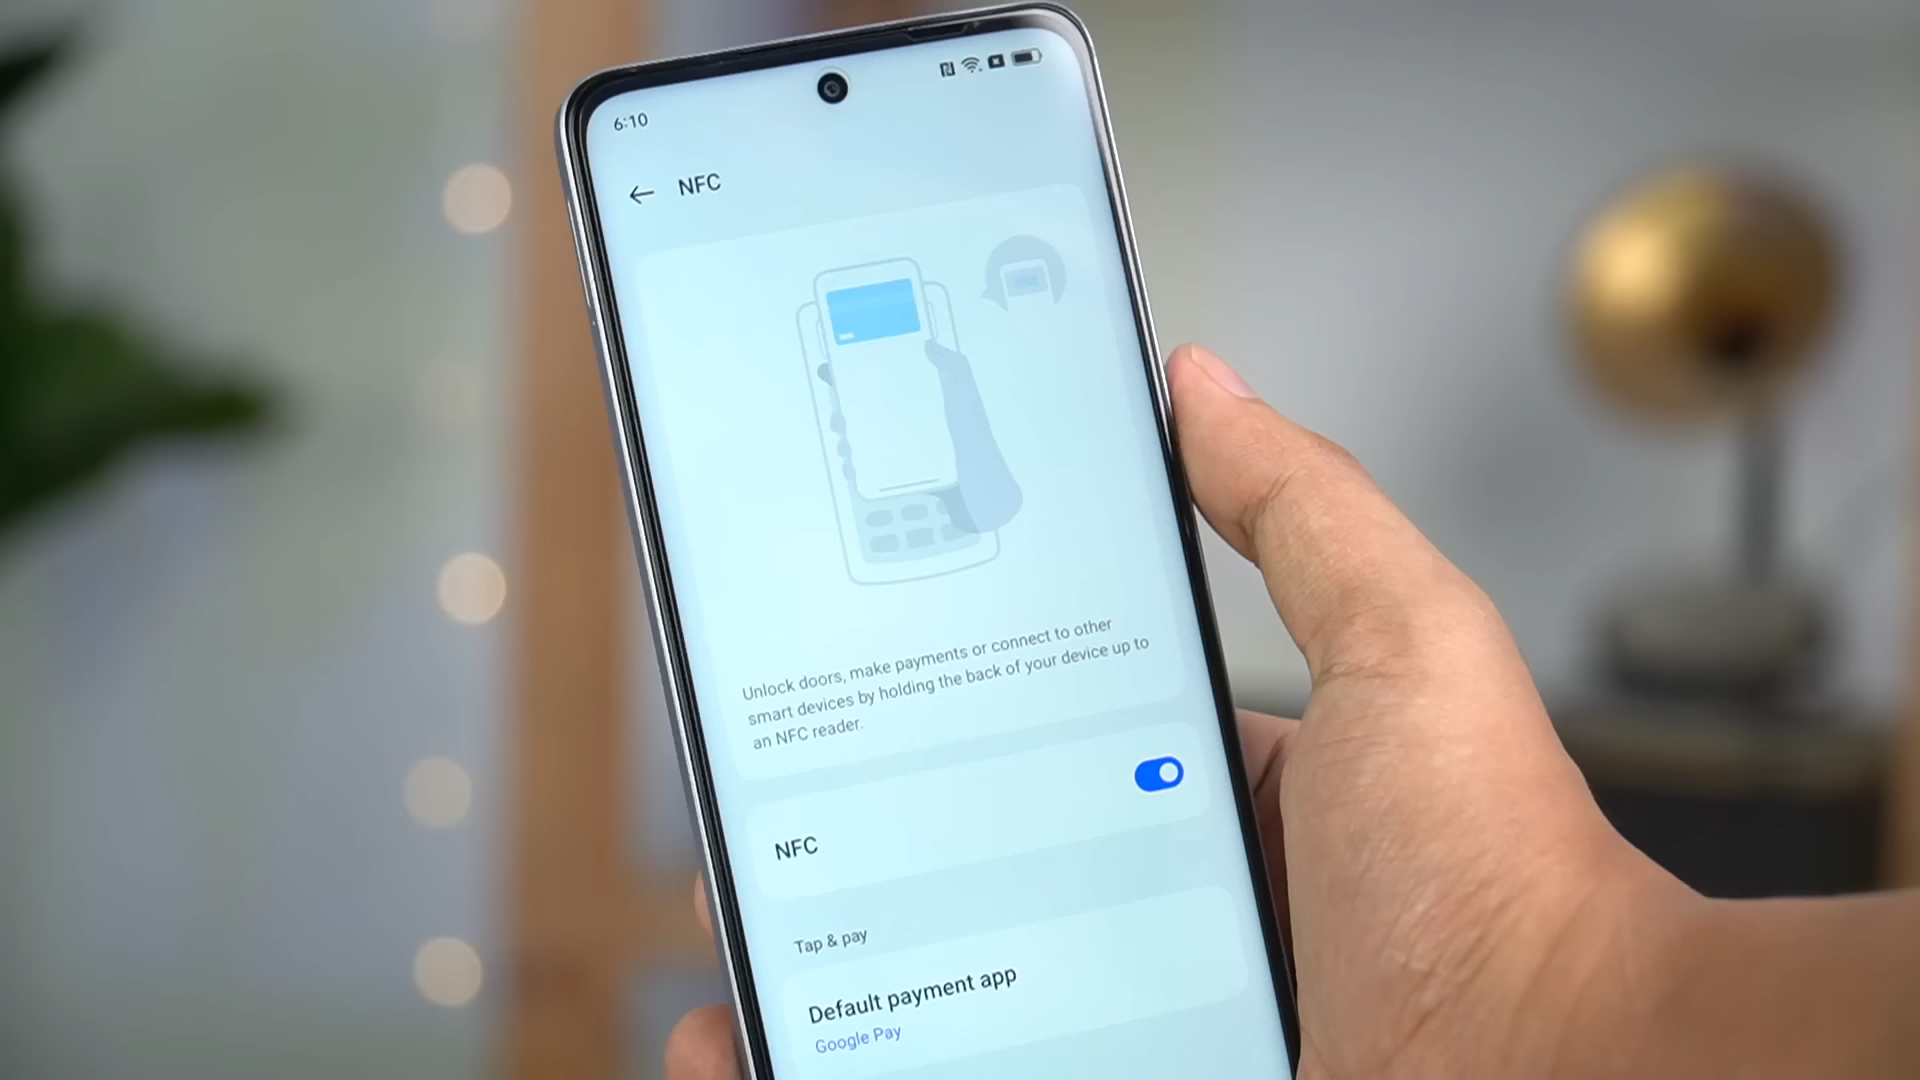 6:10
NFC
Unlock doors, make payments or connect to other
smart devices by holding the back of your device up to
an NFC reader.
NFC
Tap & pay
Default payment app
Google Pay